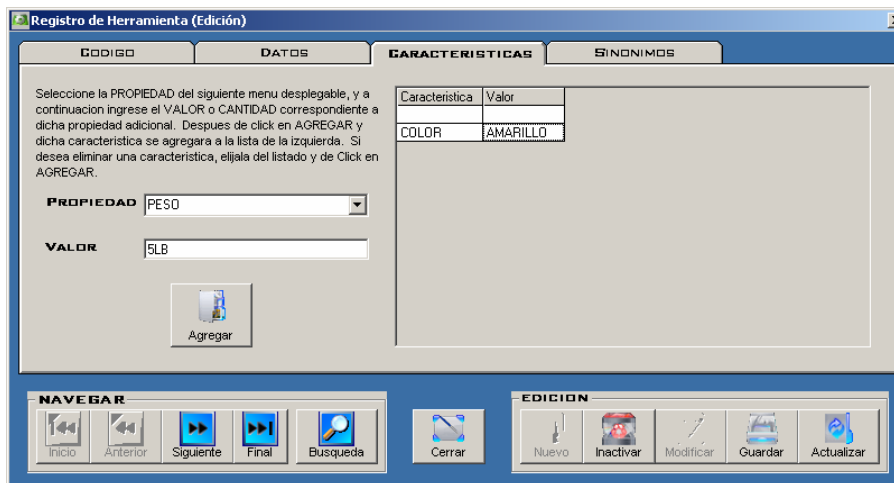 Registro de Herramienta (Edición)
CODIGO
DATOS
CARACTERISTICAS
SINONIMOS
Seleccione la PROPIEDAD del siguiente menu desplegable, y a
continuacion ingrese el VALOR o CANTIDAD correspondiente a
dicha propiedad adicional. Despues de click en AGREGAR y
dicha caracteristica se agregara a la lista de la izquierda. Si
desea eliminar una caracteristica, elijala del listado y de Click en
AGREGAR.
PROPIEDAD PESO
VALOR 5LB
Agregar
Caracteristica Valor
COLOR AMARILLO
NAVEGAR
Inicio Anterior Siguiente Final Busqueda
Cerrar
EDICION
Nuevo Inactivar Modificar Guardar Actualizar